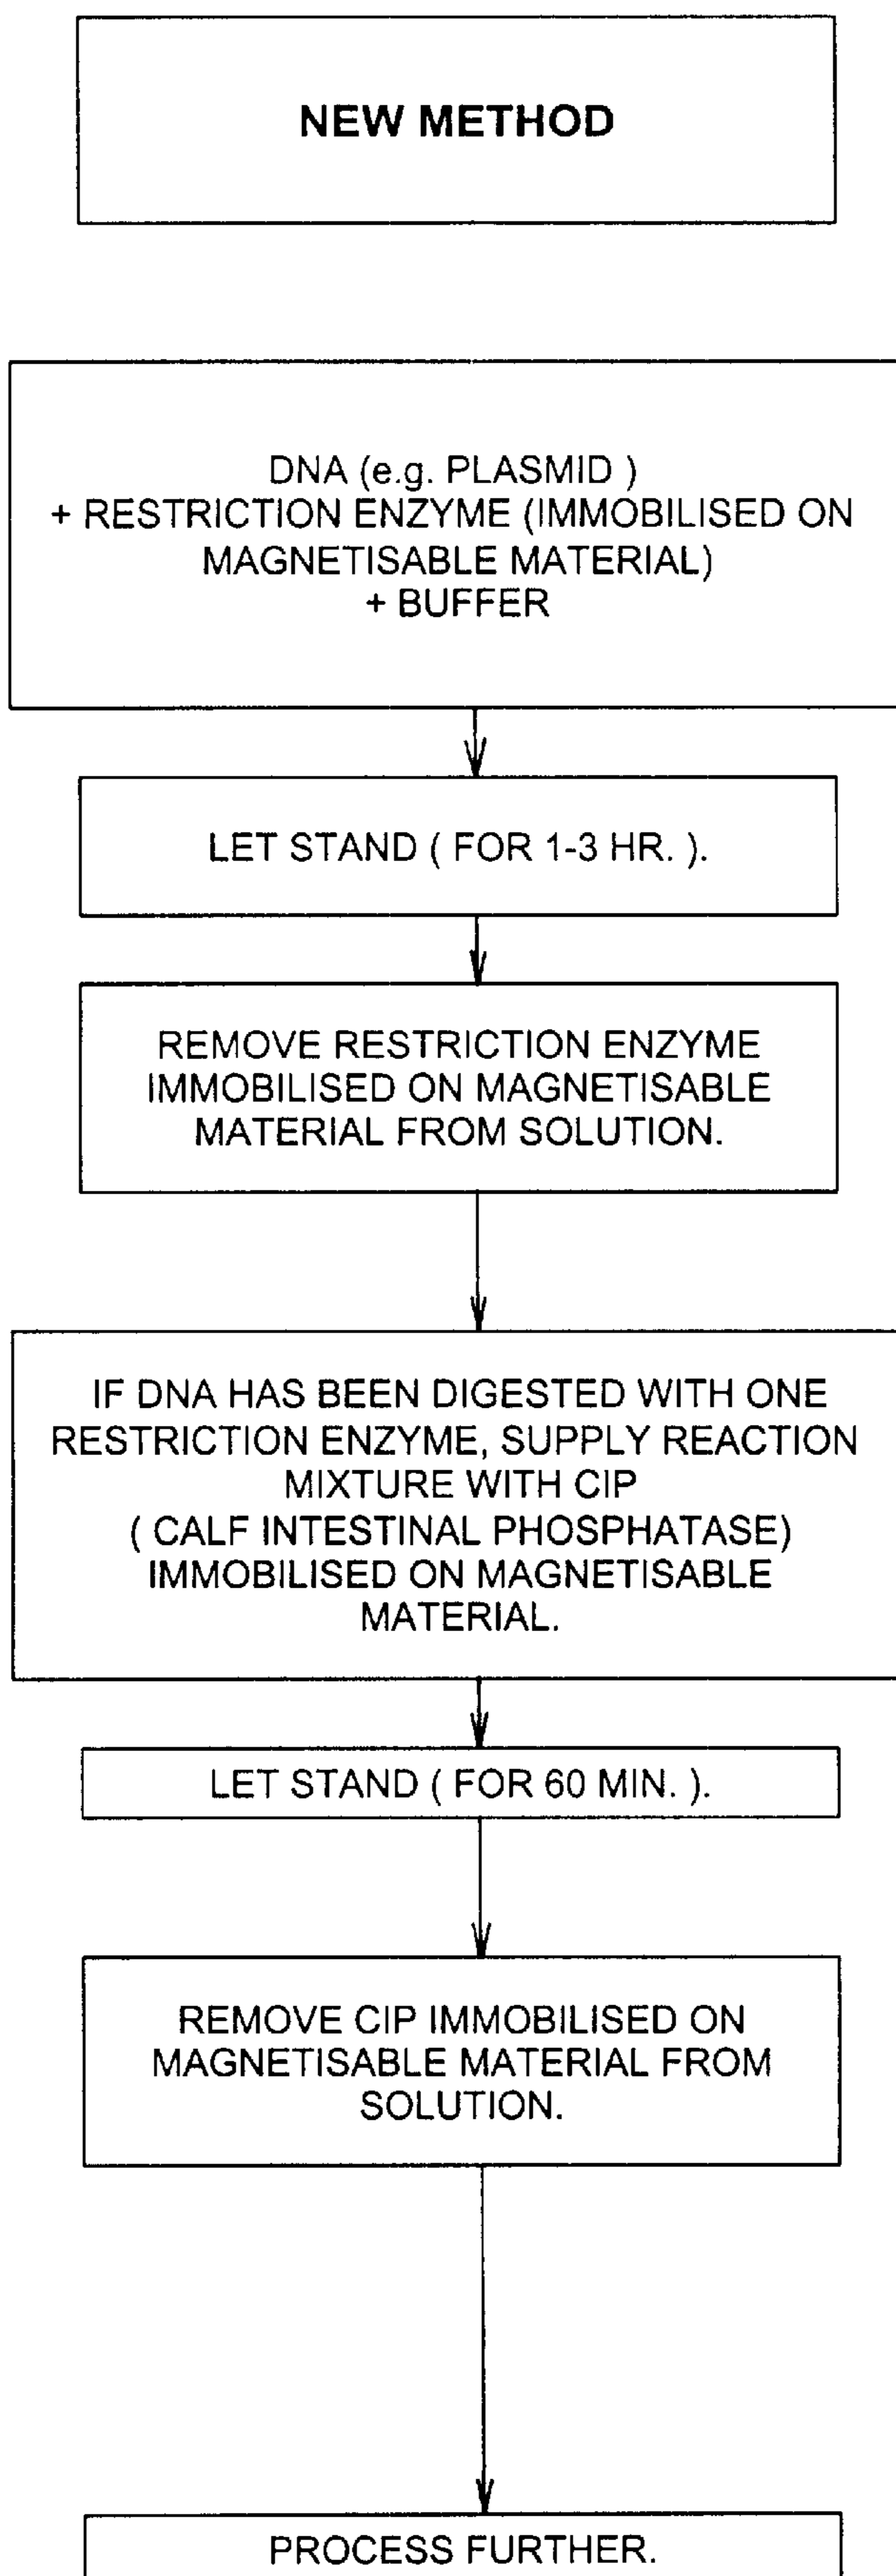 NEW METHOD
DNA (e.g. PLASMID )
+ RESTRICTION ENZYME (IMMOBILISED ON
MAGNETISABLE MATERIAL)
+ BUFFER
LET STAND ( FOR 1-3 HR. ).
REMOVE RESTRICTION ENZYME
IMMOBILISED ON MAGNETISABLE
MATERIAL FROM SOLUTION.
IF DNA HAS BEEN DIGESTED WITH ONE
RESTRICTION ENZYME, SUPPLY REACTION
MIXTURE WITH CIP
( CALF INTESTINAL PHOSPHATASE)
IMMOBILISED ON MAGNETISABLE
MATERIAL.
LET STAND ( FOR 60 MIN. ).
REMOVE CIP IMMOBILISED ON
MAGNETISABLE MATERIAL FROM
SOLUTION.
PROCESS FURTHER.